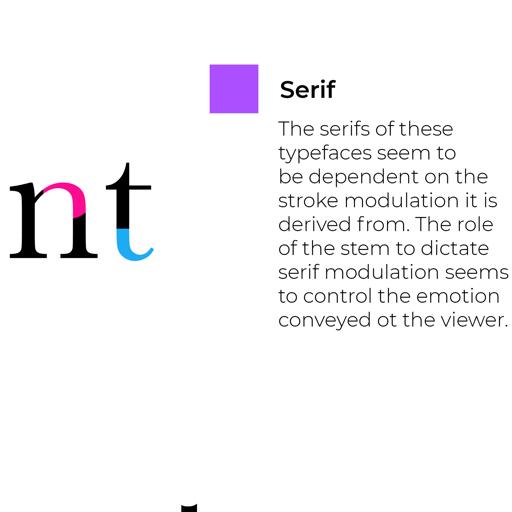 nt
Serif
The serifs of these
typefaces seem to
be dependent on the
stroke modulation it is
derived from. The role
of the stem to dictate
serif modulation seems
to control the emotion
conveyed ot the viewer.